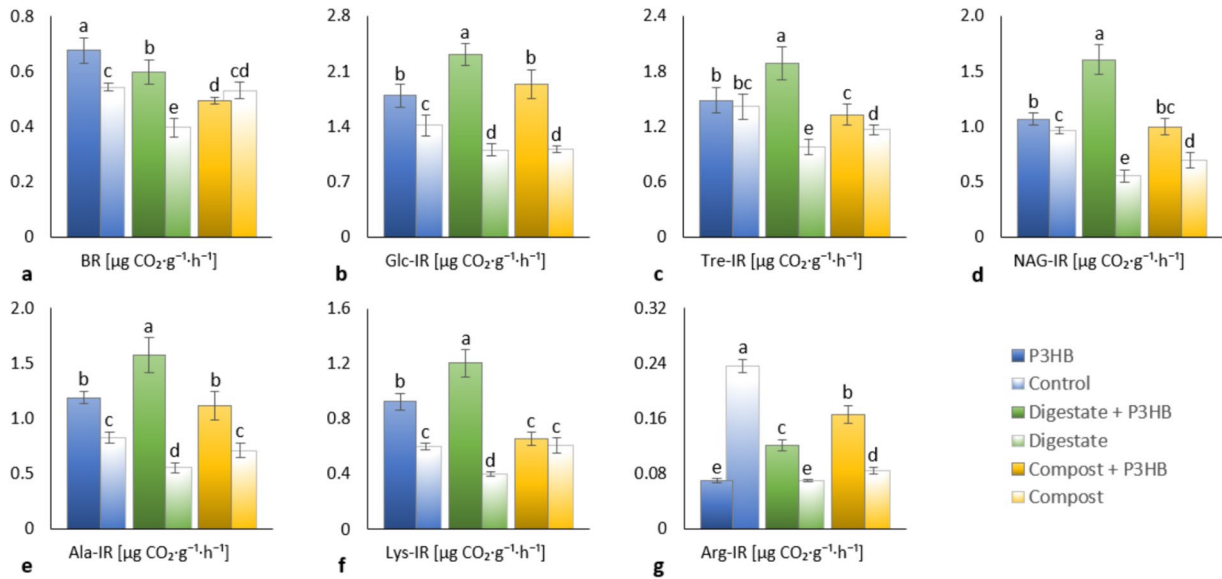 0.8
0.6
0.4
0.2
0
a
c
b
e
d
cd
a
BR [µg CO₂·g⁻¹·h⁻¹]
2.8
2.1
1.4
0.7
0
b
c
a
d
b
d
b
Glc-IR [µg CO₂·g⁻¹·h⁻¹]
2.4
1.8
1.2
0.6
0
b
bc
a
e
c
d
c
Tre-IR [µg CO₂·g⁻¹·h⁻¹]
2.0
1.5
1.0
0.5
0
b
c
a
e
bc
d
d
NAG-IR [µg CO₂·g⁻¹·h⁻¹]
2.0
1.5
1.0
0.5
0
b
c
a
d
b
c
e
Ala-IR [µg CO₂·g⁻¹·h⁻¹]
1.6
1.2
0.8
0.4
0
b
c
a
d
c
c
f
Lys-IR [µg CO₂·g⁻¹·h⁻¹]
0.32
0.24
0.16
0.08
0
e
a
c
e
b
d
g
Arg-IR [µg CO₂·g⁻¹·h⁻¹]
P3HB
Control
Digestate + P3HB
Digestate
Compost + P3HB
Compost